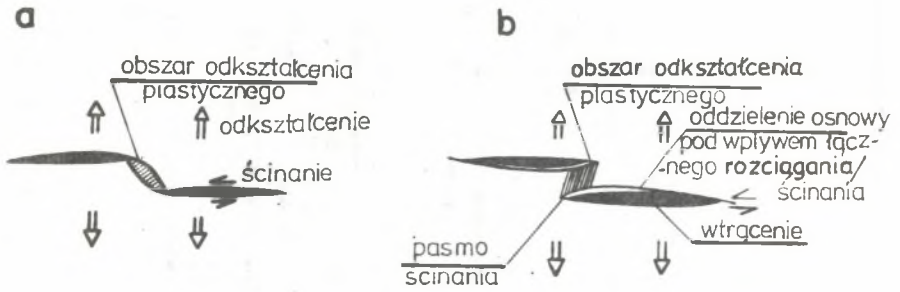 a
obszar odkształcenia
plastycznego
odkształcenie
ścinanie
b
obszar odkształcenia
plastycznego
oddzielenie osnowy
pod wpływem łącz-
-nego rozciągania/
ścinania
wtrącenie
pasmo
ścinania